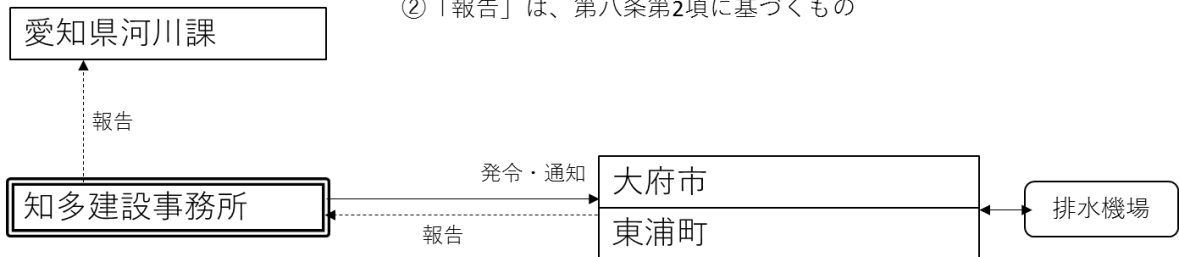 ②「報告」は、第八条第2項に基づくもの
愛知県河川課
報告
知多建設事務所
発令・通知
報告
大府市
東浦町
排水機場